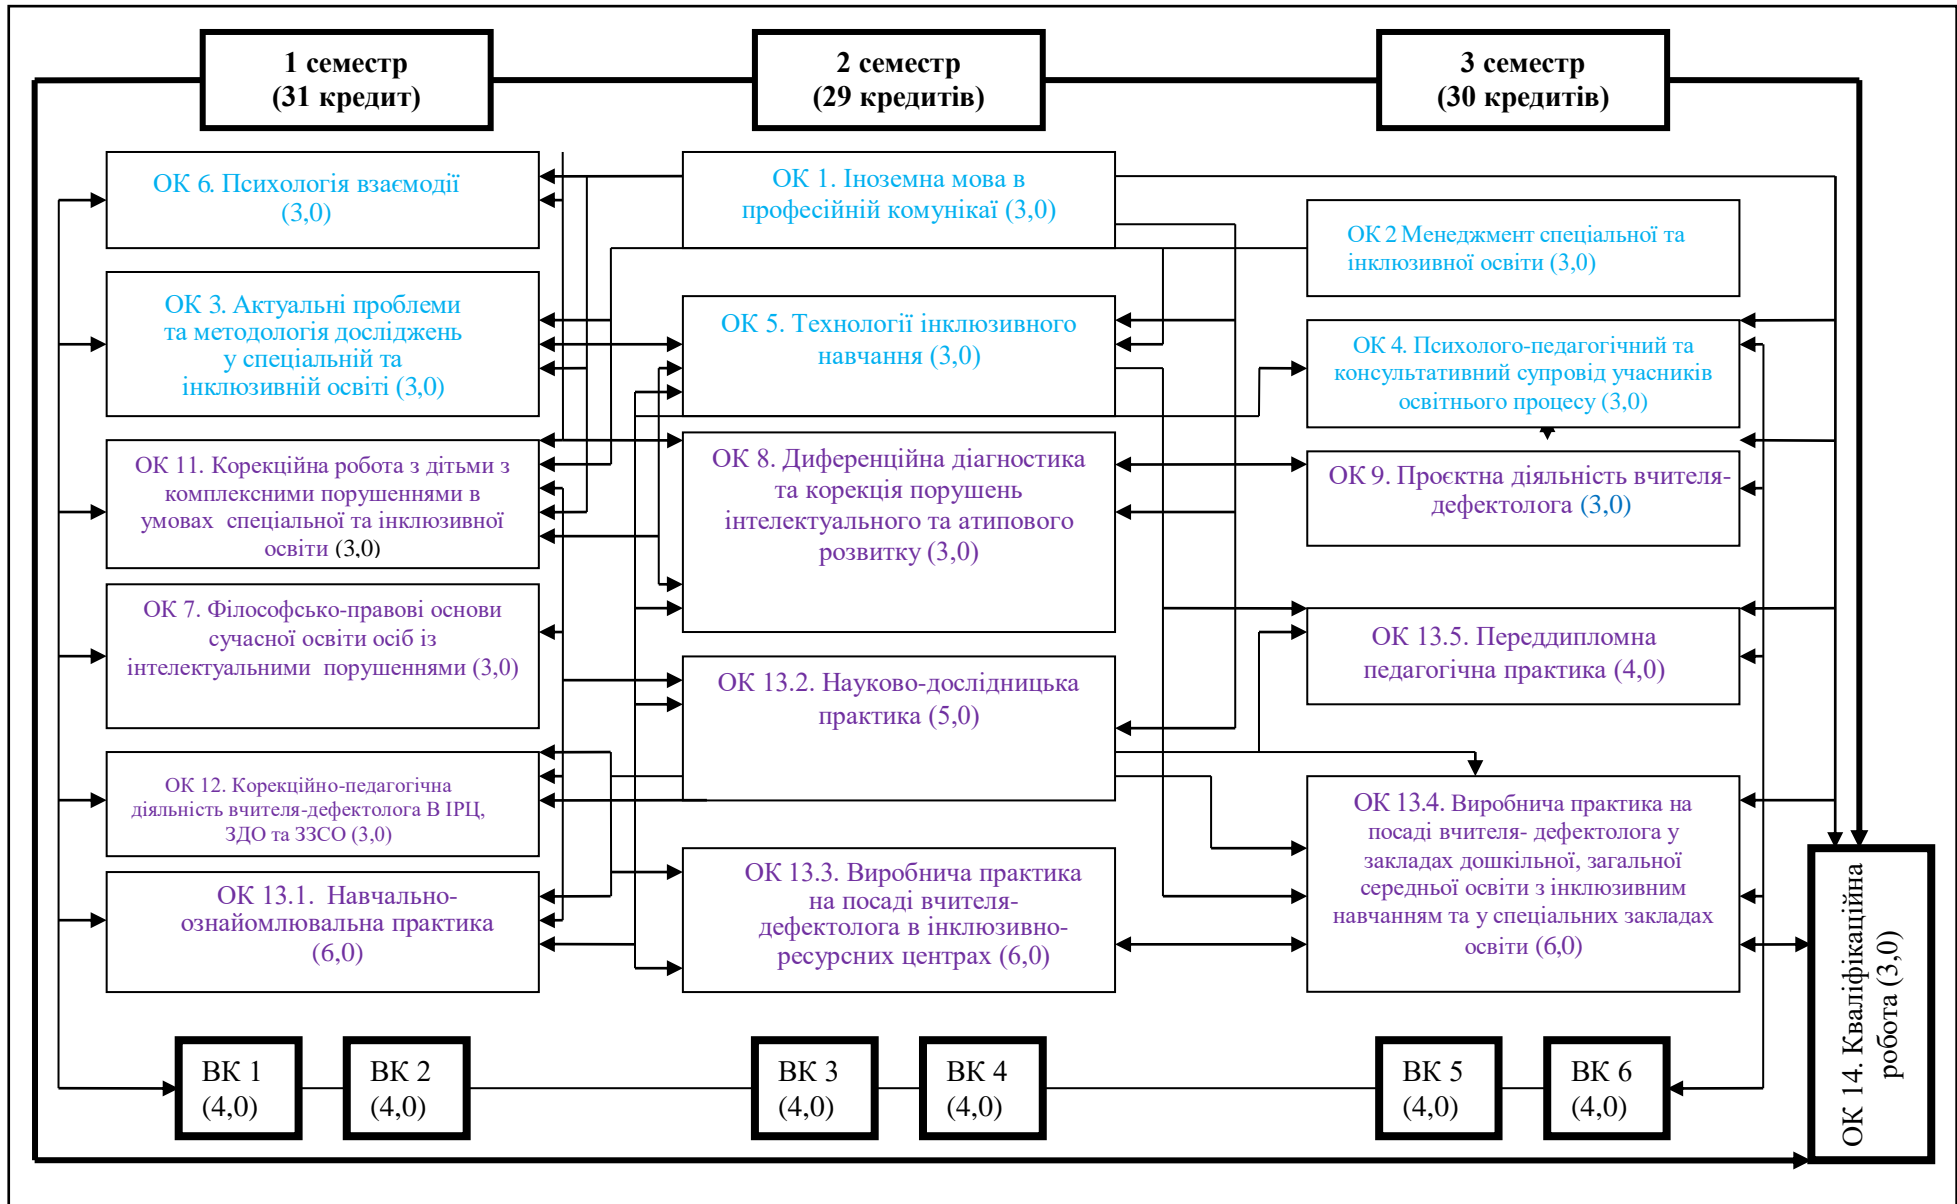 1 семестр
(31 кредит)
2 семестр
(29 кредитів)
3 семестр
(30 кредитів)
ОК 6. Психологія взаємодії
(3,0)
ОК 3. Актуальні проблеми
та методологія досліджень
у спеціальній та
інклюзивній освіті (3,0)
ОК 11. Корекційна робота з дітьми з
комплексними порушеннями в
умовах спеціальної та інклюзивної
освіти (3,0)
ОК 7. Філософсько-правові основи
сучасної освіти осіб із
інтелектуальними порушеннями (3,0)
ОК 12. Корекційно-педагогічна
діяльність вчителя-дефектолога В ІРЦ,
ЗДО та ЗЗСО (3,0)
ОК 13.1. Навчально-
ознайомлювальна практика
(6,0)
ОК 1. Іноземна мова в
професійній комунікаї (3,0)
ОК 5. Технології інклюзивного
навчання (3,0)
ОК 8. Диференційна діагностика
та корекція порушень
інтелектуального та атипового
розвитку (3,0)
ОК 13.2. Науково-дослідницька
практика (5,0)
ОК 13.3. Виробнича практика
на посаді вчителя-
дефектолога в інклюзивно-
ресурсних центрах (6,0)
ОК 2 Менеджмент спеціальної та
інклюзивної освіти (3,0)
ОК 4. Психолого-педагогічний та
консультативний супровід учасників
освітнього процесу (3,0)
ОК 9. Проєктна діяльність вчителя-
дефектолога (3,0)
ОК 13.5. Переддипломна
педагогічна практика (4,0)
ОК 13.4. Виробнича практика на
посаді вчителя- дефектолога у
закладах дошкільної, загальної
середньої освіти з інклюзивним
навчанням та у спеціальних закладах
освіти (6,0)
ОК 14. Кваліфікаційна
робота (3,0)
ВК 1
(4,0)
ВК 2
(4,0)
ВК 3
(4,0)
ВК 4
(4,0)
ВК 5
(4,0)
ВК 6
(4,0)